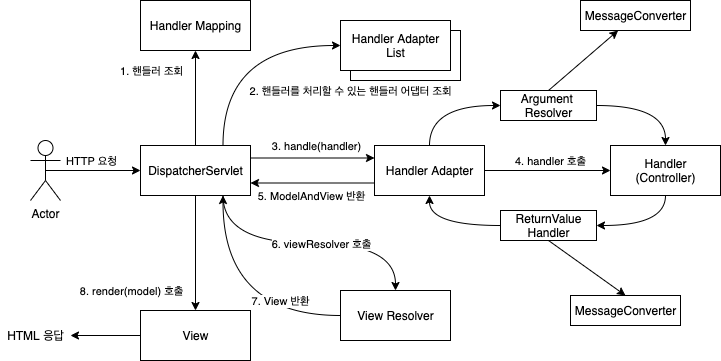 Handler Mapping
Handler Adapter
List
MessageConverter
1. 핸들러 조회
2. 핸들러를 처리할 수 있는 핸들러 어댑터 조회
Argument
Resolver
HTTP 요청
DispatcherServlet
3. handle(handler)
Handler Adapter
4. handler 호출
Handler
(Controller)
Actor
5. ModelAndView 반환
ReturnValue
Handler
6. viewResolver 호출
8. render(model) 호출
7. View 반환
View Resolver
MessageConverter
HTML 응답
View